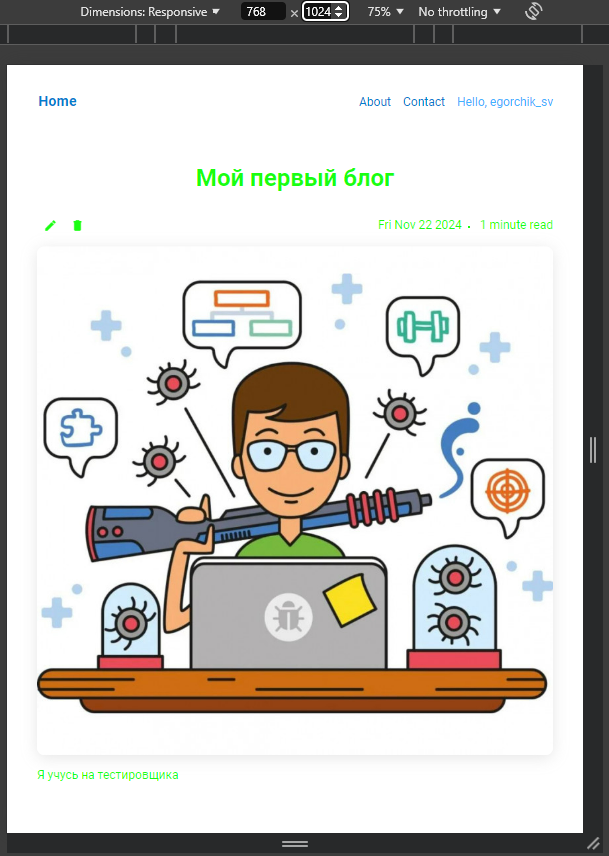 Dimensions: Responsive 768 × 1024 75% No throttling
Home About Contact Hello, egorchik_sv
Мой первый блог
Fri Nov 22 2024 · 1 minute read
Я учусь на тестировщика